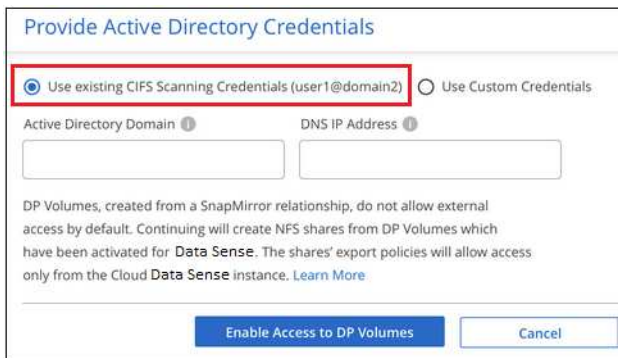 Provide Active Directory Credentials
Use existing CIFS Scanning Credentials (user1@domain2) Use Custom Credentials
Active Directory Domain DNS IP Address
DP Volumes, created from a SnapMirror relationship, do not allow external
access by default. Continuing will create NFS shares from DP Volumes which
have been activated for Data Sense. The shares' export policies will allow access
only from the Cloud Data Sense instance. Learn More
Enable Access to DP Volumes Cancel